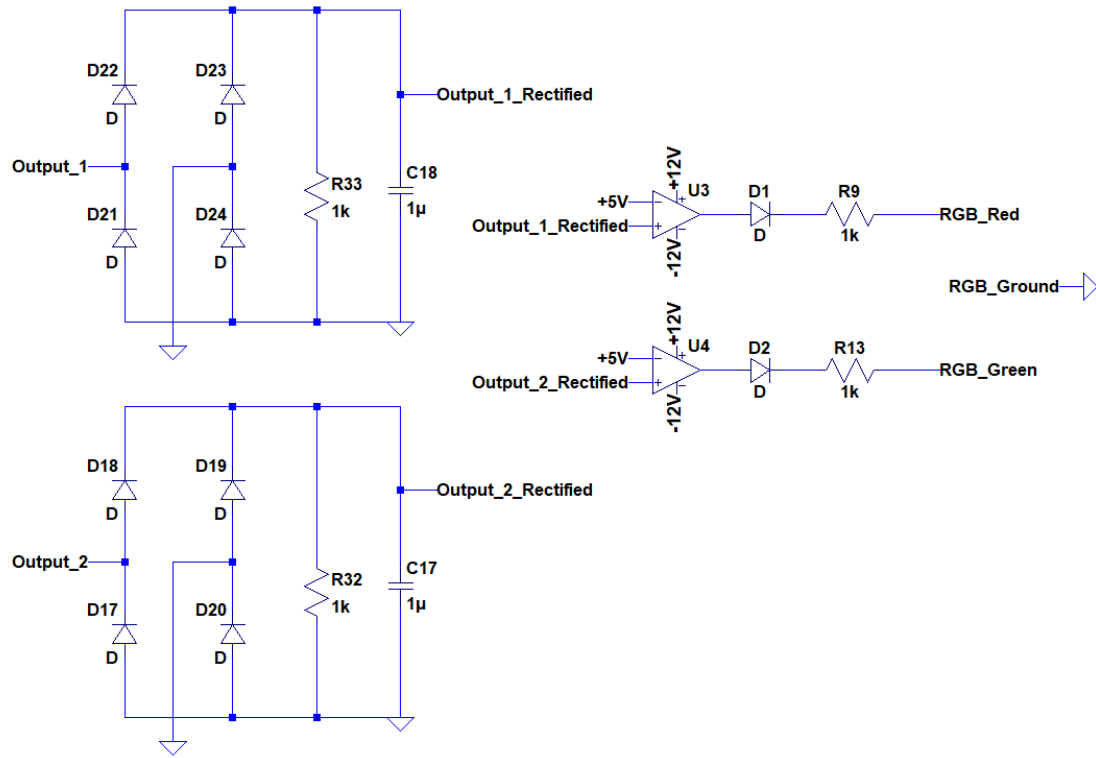 D22
D
D23
D
Output_1
D21
D
D24
D
R33
1k
C18
1µ
Output_1_Rectified
+5V
Output_1_Rectified
+12V
-12V
U3
D1
D
R9
1k
RGB_Red
RGB_Ground
+5V
Output_2_Rectified
+12V
-12V
U4
D2
D
R13
1k
RGB_Green
D18
D
D19
D
Output_2
D17
D
D20
D
R32
1k
C17
1µ
Output_2_Rectified